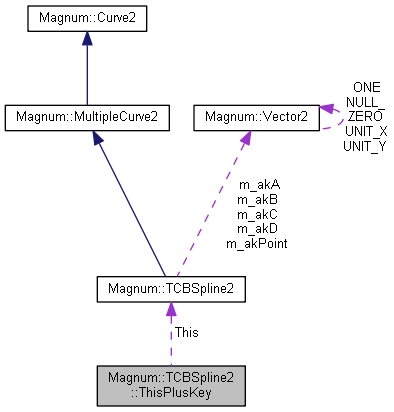 Magnum::Curve2
Magnum::MultipleCurve2
Magnum::Vector2
ONE
NULL_
ZERO
UNIT_X
UNIT_Y
m_akA
m_akB
m_akC
m_akD
m_akPoint
Magnum::TCBSpline2
This
Magnum::TCBSpline2
::ThisPlusKey